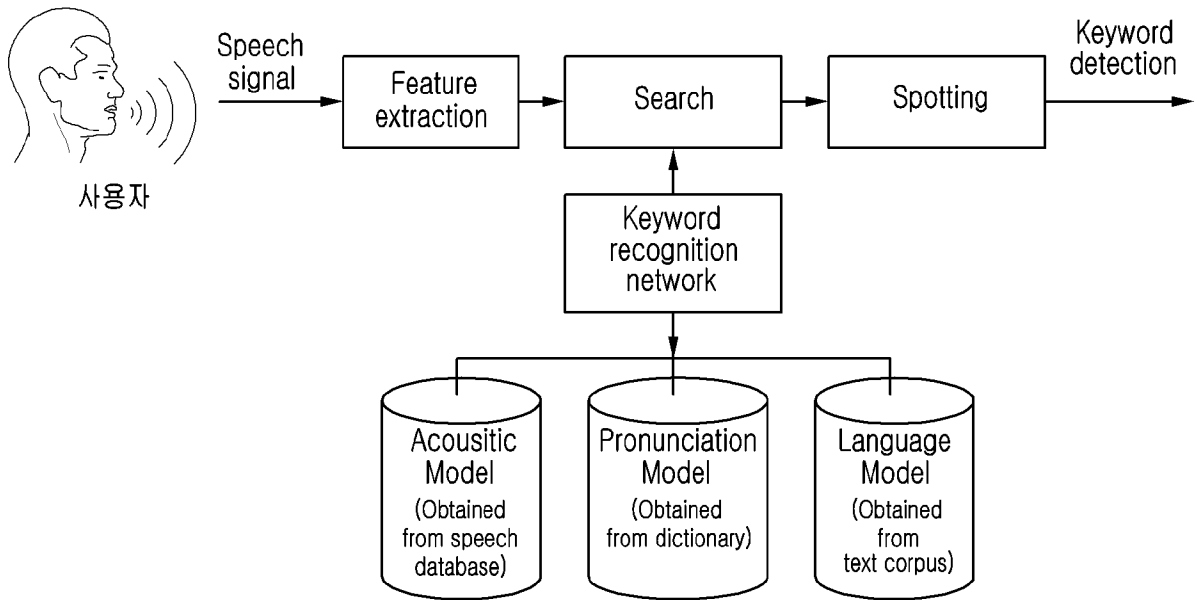 Speech
signal
Feature
extraction
Search
Spotting
Keyword
detection
사용자
Keyword
recognition
network
Acousitic
Model
(Obtained
from speech
database)
Pronunciation
Model
(Obtained
from dictionary)
Language
Model
(Obtained
from
text corpus)